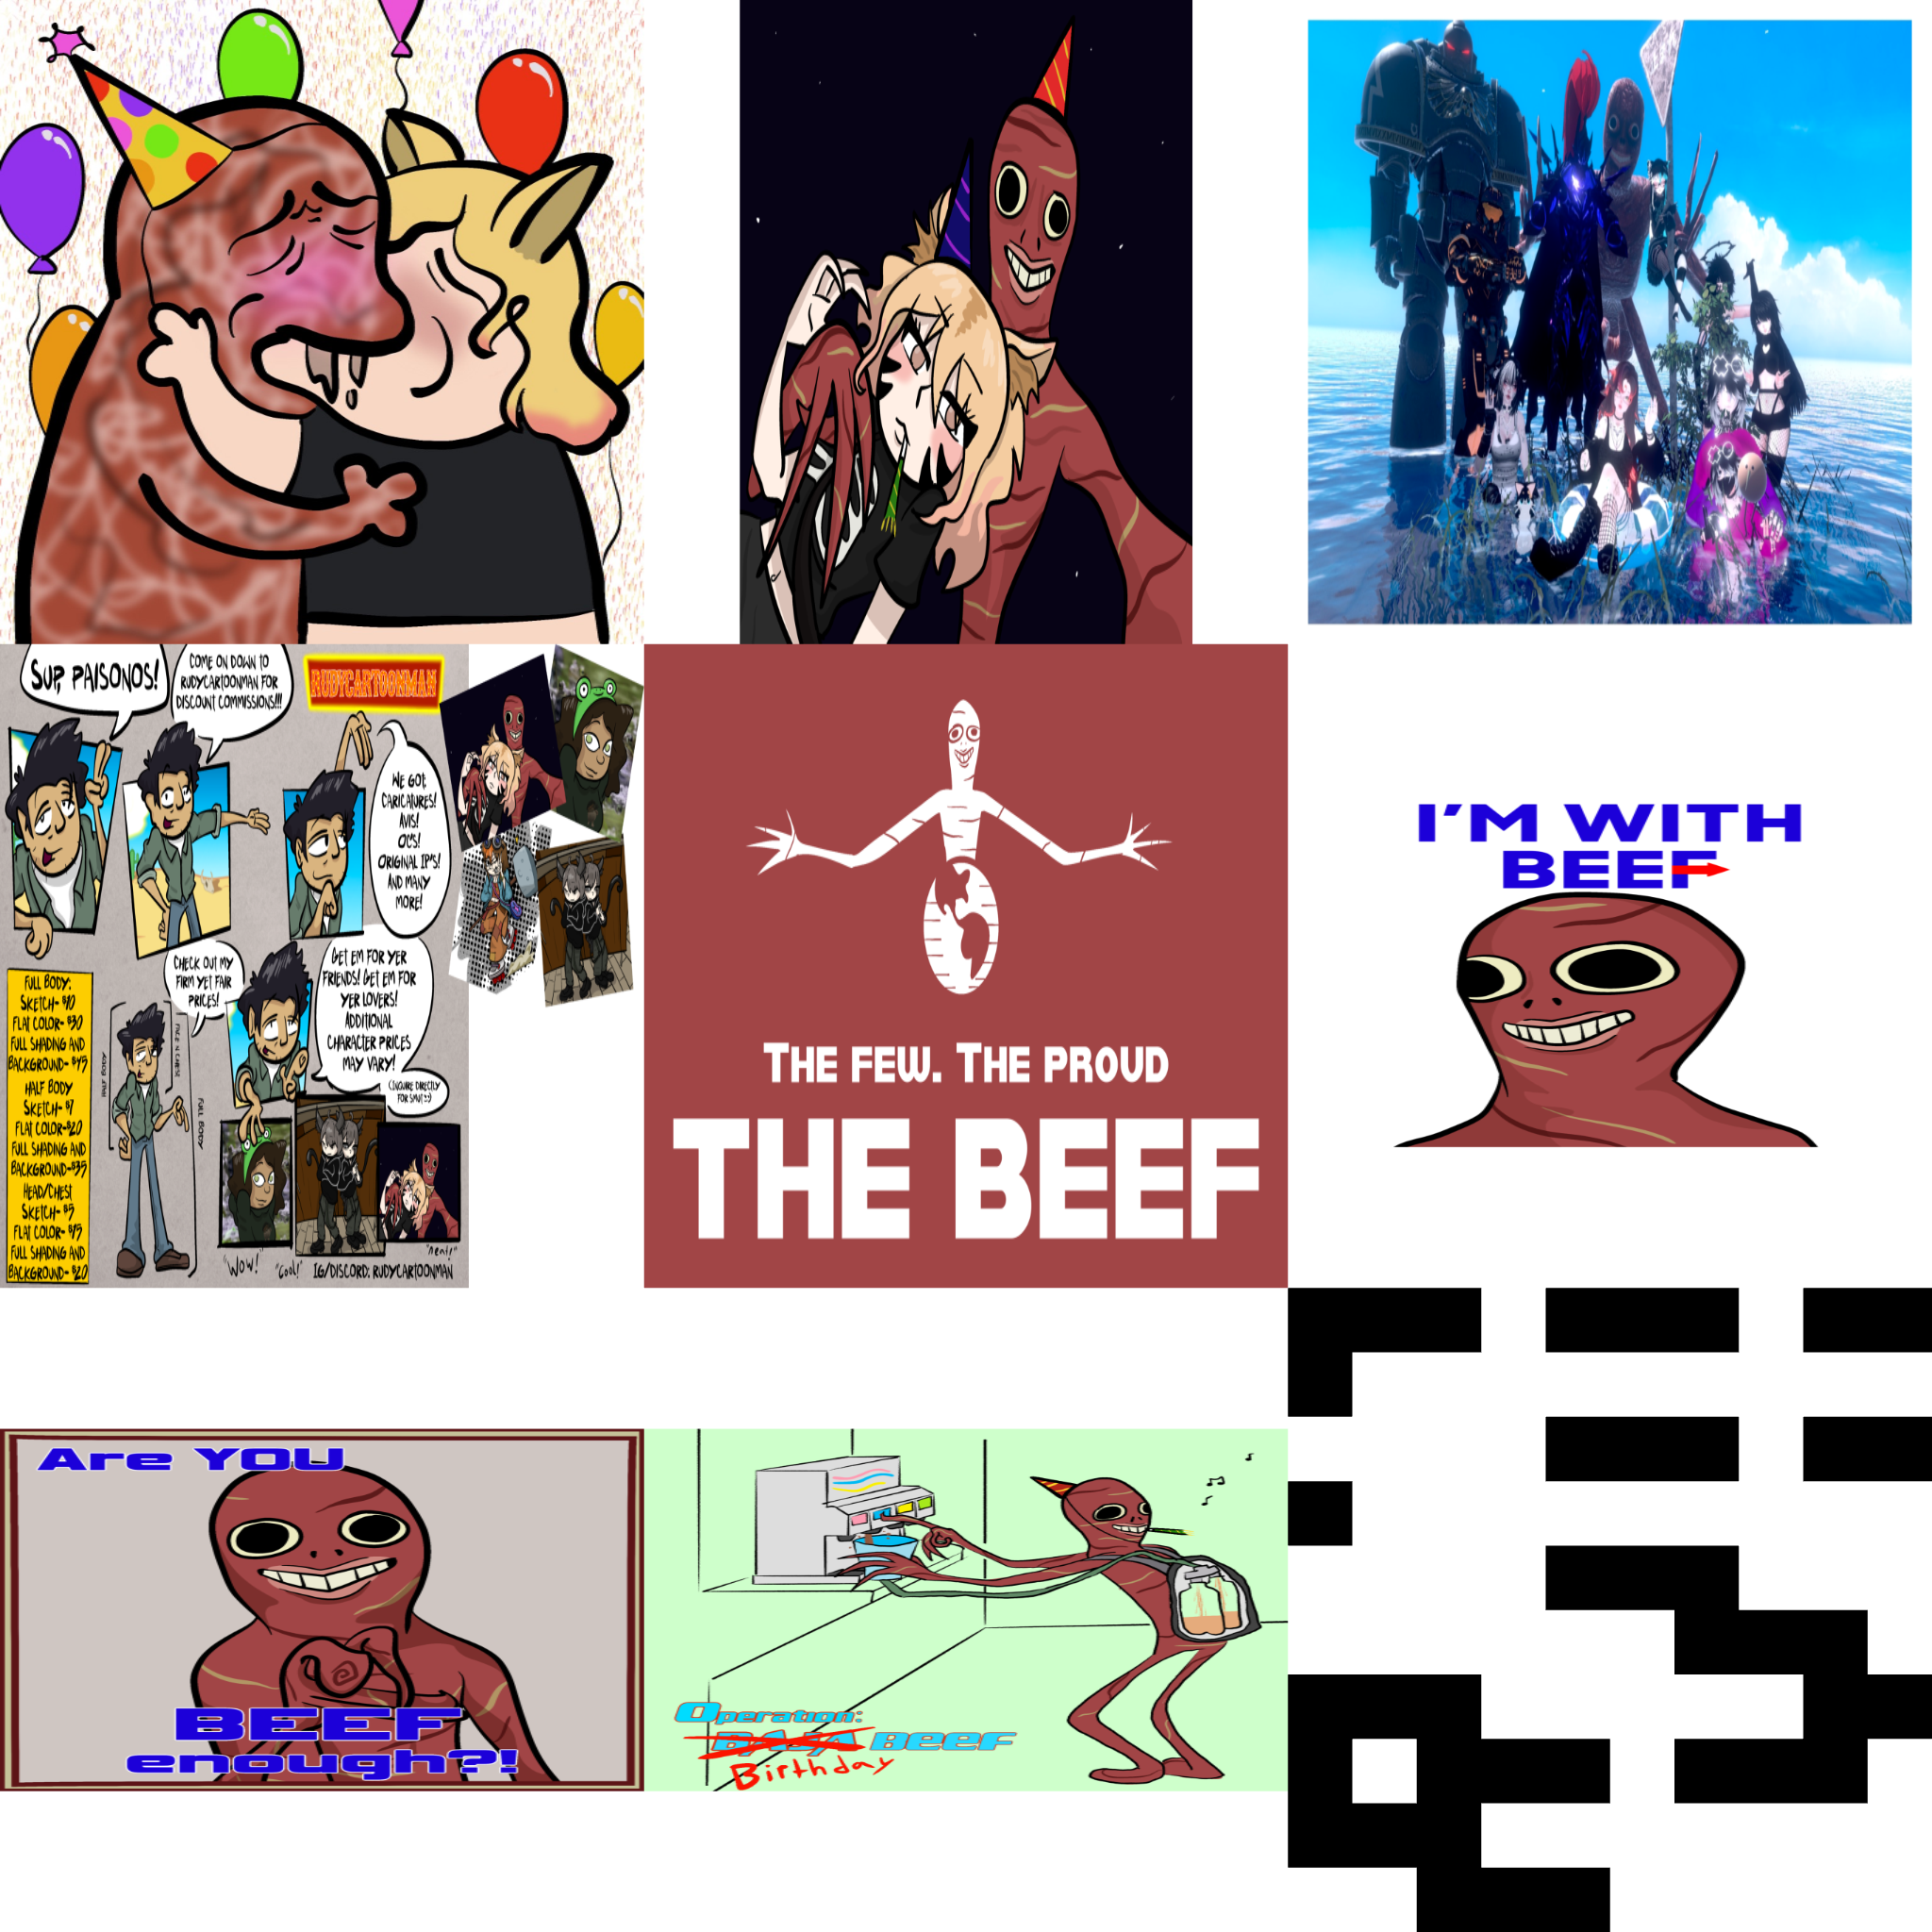 SUP, PAISONOS!
COME ON DOWN TO
RUDYCARTOONMAN FOR
DISCOUNT COMMISSIONS!!!
RUDYCARTOONMAN
WE GOT
CARICATURES!
AVIS!
OC'S!
ORIGINAL IP'S!
AND MANY
MORE!
CHECK OUT MY
FIRM YET FAIR
PRICES!
GET EM FOR YER
FRIENDS! GET EM FOR
YER LOVERS!
ADDITIONAL
CHARACTER PRICES
MAY VARY!
(INQUIRE DIRECTLY
FOR SMUT :3)
FULL BODY:
SKETCH- $10
FLAT COLOR- $30
FULL SHADING AND
BACKGROUND- $45
HALF BODY
SKETCH- $7
FLAT COLOR-$20
FULL SHADING AND
BACKGROUND-$35
HEAD/CHEST
SKETCH- $5
FLAT COLOR- $15
FULL SHADING AND
BACKGROUND- $20
HALF BODY
FULL BODY
"WOW!"
"Cool!"
"neat!"
IG/DISCORD: RUDYCARTOONMAN
THE FEW. THE PROUD
THE BEEF
I'M WITH
BEEF
Are YOU
BEEF
enough?!
Operation:
BAJA BEEF
Birthday